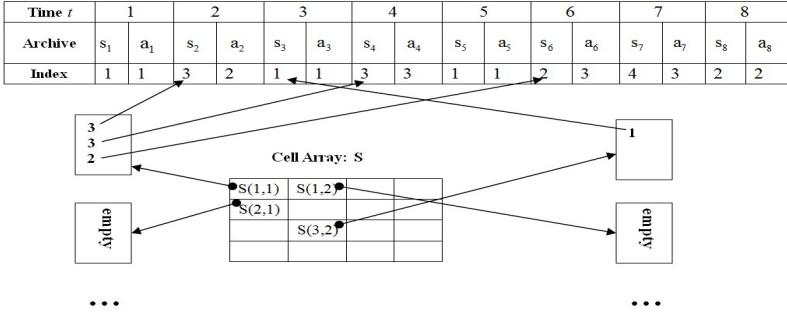 Time t 1 2 3 4 5 6 7 8
Archive s1 a1 s2 a2 s3 a3 s4 a4 s5 a5 s6 a6 s7 a7 s8 a8
Index 1 1 3 2 1 1 3 3 1 1 2 3 4 3 2 2
3
3
2
1
Cell Array: S
S(1,1) S(1,2)
S(2,1)
S(3,2)
empty
empty
...
...